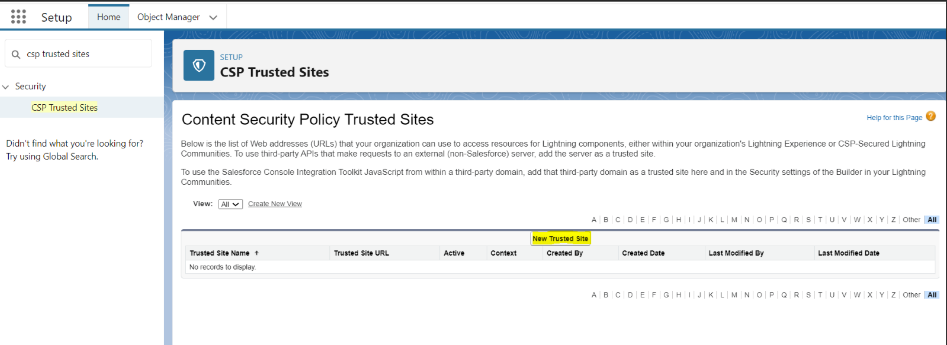 Setup
Home
Object Manager
csp trusted sites
Security
CSP Trusted Sites
Didn't find what you're looking for?
Try using Global Search.
SETUP
CSP Trusted Sites
Content Security Policy Trusted Sites
Help for this Page
Below is the list of Web addresses (URLs) that your organization can use to access resources for Lightning components, either within your organization's Lightning Experience or CSP-Secured Lightning
Communities. To use third-party APIs that make requests to an external (non-Salesforce) server, add the server as a trusted site.
To use the Salesforce Console Integration Toolkit JavaScript from within a third-party domain, add that third-party domain as a trusted site here and in the Security settings of the Builder in your Lightning
Communities.
View: All Create New View
A | B | C | D | E | F | G | H | I | J | K | L | M | N | O | P | Q | R | S | T | U | V | W | X | Y | Z | Other All
New Trusted Site
Trusted Site Name ↑ Trusted Site URL Active Context Created By Created Date Last Modified By Last Modified Date
No records to display.
A | B | C | D | E | F | G | H | I | J | K | L | M | N | O | P | Q | R | S | T | U | V | W | X | Y | Z | Other All